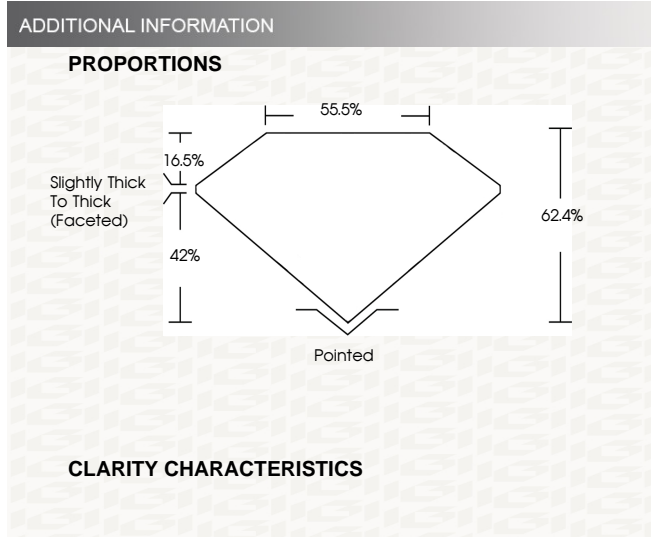 ADDITIONAL INFORMATION
PROPORTIONS
55.5%
16.5%
Slightly Thick
To Thick
(Faceted)
62.4%
42%
Pointed
CLARITY CHARACTERISTICS